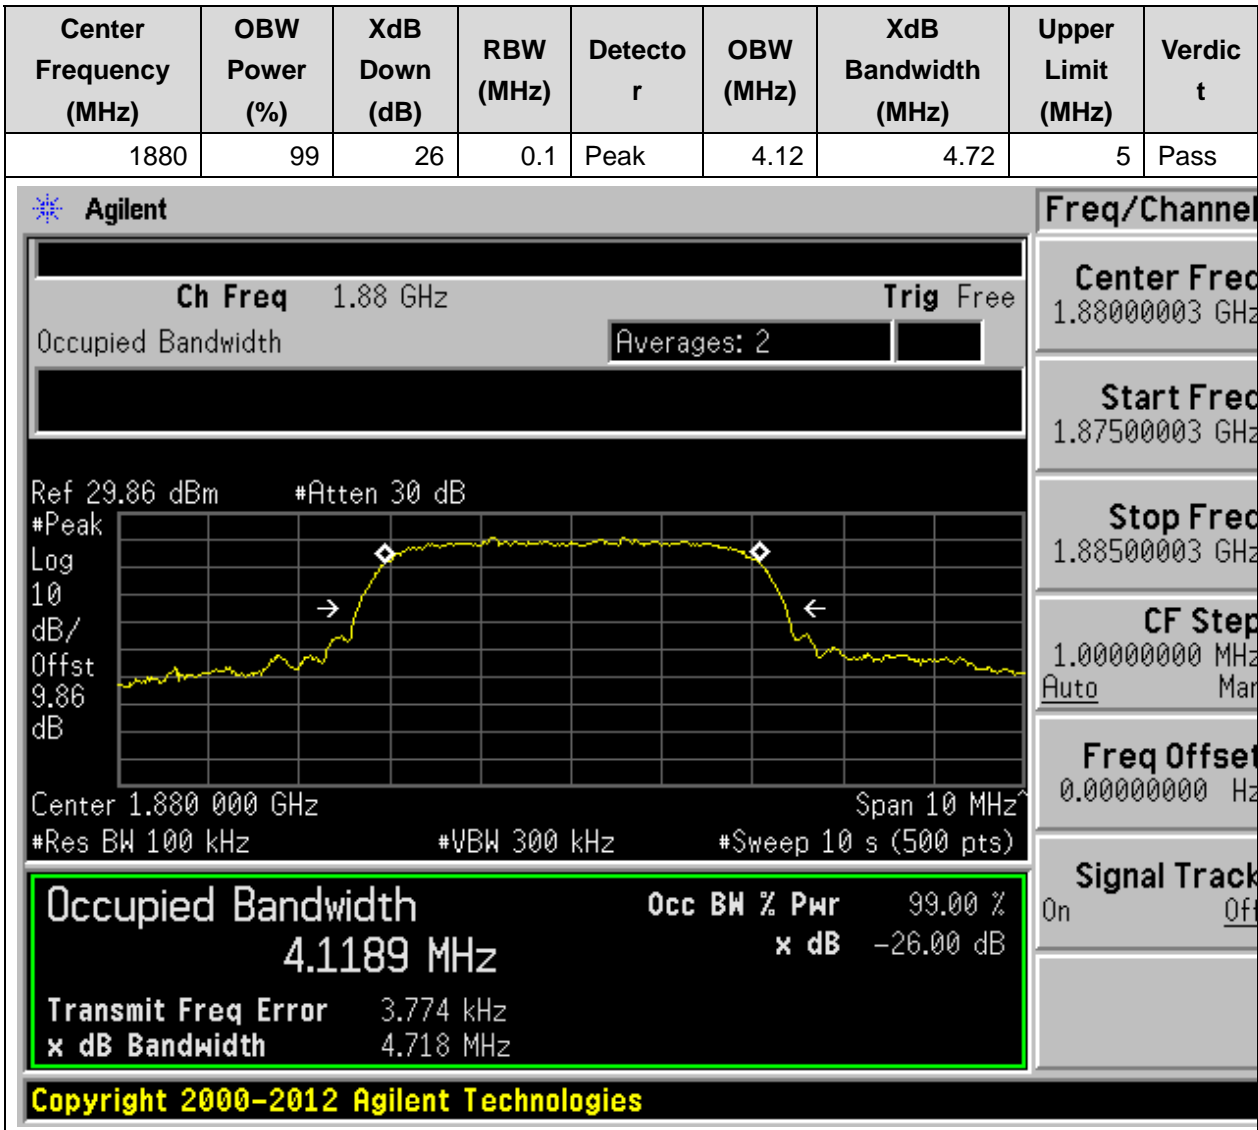 Center Frequency (MHz) OBW Power (%) XdB Down (dB) RBW (MHz) Detecto r OBW (MHz) XdB Bandwidth (MHz) Upper Limit (MHz) Verdic t
1880 99 26 0.1 Peak 4.12 4.72 5 Pass
Agilent
Freq/Channel
Ch Freq 1.88 GHz Trig Free
Occupied Bandwidth Averages: 2
Center Freq
1.88000003 GHz
Start Freq
1.87500003 GHz
Stop Freq
1.88500003 GHz
CF Step
1.00000000 MHz
Auto Man
Freq Offset
0.00000000 Hz
Signal Track
On Off
Ref 29.86 dBm #Atten 30 dB
#Peak
Log
10
dB/
Offst
9.86
dB
Center 1.880 000 GHz Span 10 MHz^
#Res BW 100 kHz #VBW 300 kHz #Sweep 10 s (500 pts)
Occupied Bandwidth Occ BW % Pwr 99.00 %
4.1189 MHz x dB -26.00 dB
Transmit Freq Error 3.774 kHz
x dB Bandwidth 4.718 MHz
Copyright 2000-2012 Agilent Technologies